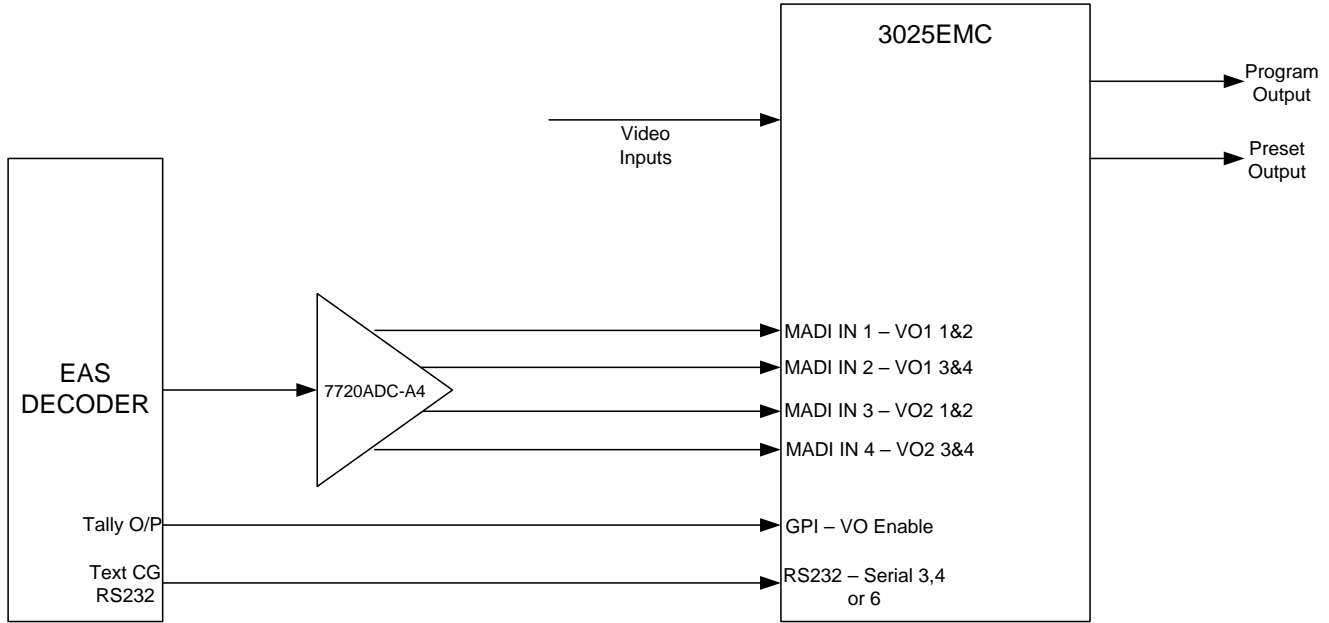 3025EMC
Program
Output
Video
Inputs
Preset
Output
MADI IN 1 – VO1 1&2
MADI IN 2 – VO1 3&4
EAS
DECODER
7720ADC-A4
MADI IN 3 – VO2 1&2
MADI IN 4 – VO2 3&4
Tally O/P
GPI – VO Enable
Text CG
RS232
RS232 – Serial 3,4
or 6